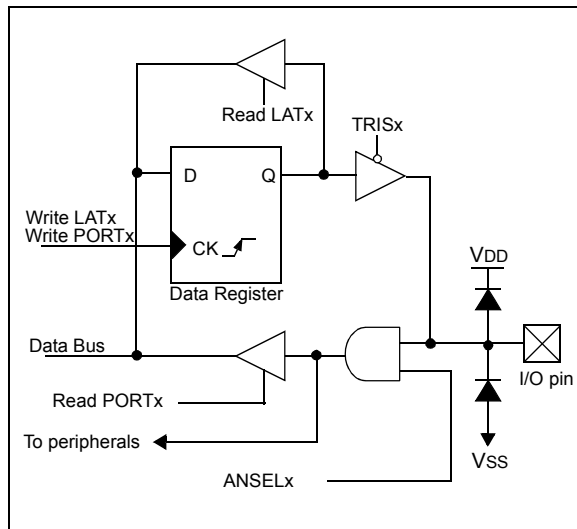 Read LATx
TRISx
D
Q
Write LATx
Write PORTx
CK
VDD
Data Register
Data Bus
I/O pin
Read PORTx
To peripherals
VSS
ANSELx